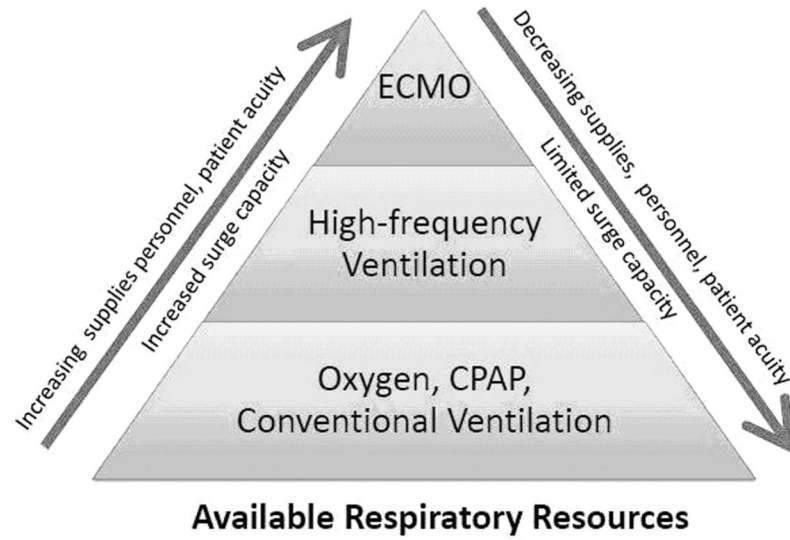 Increasing supplies personnel, patient acuity
Increased surge capacity
Decreasing supplies, personnel, patient acuity
Limited surge capacity
ECMO
High-frequency
Ventilation
Oxygen, CPAP,
Conventional Ventilation
Available Respiratory Resources